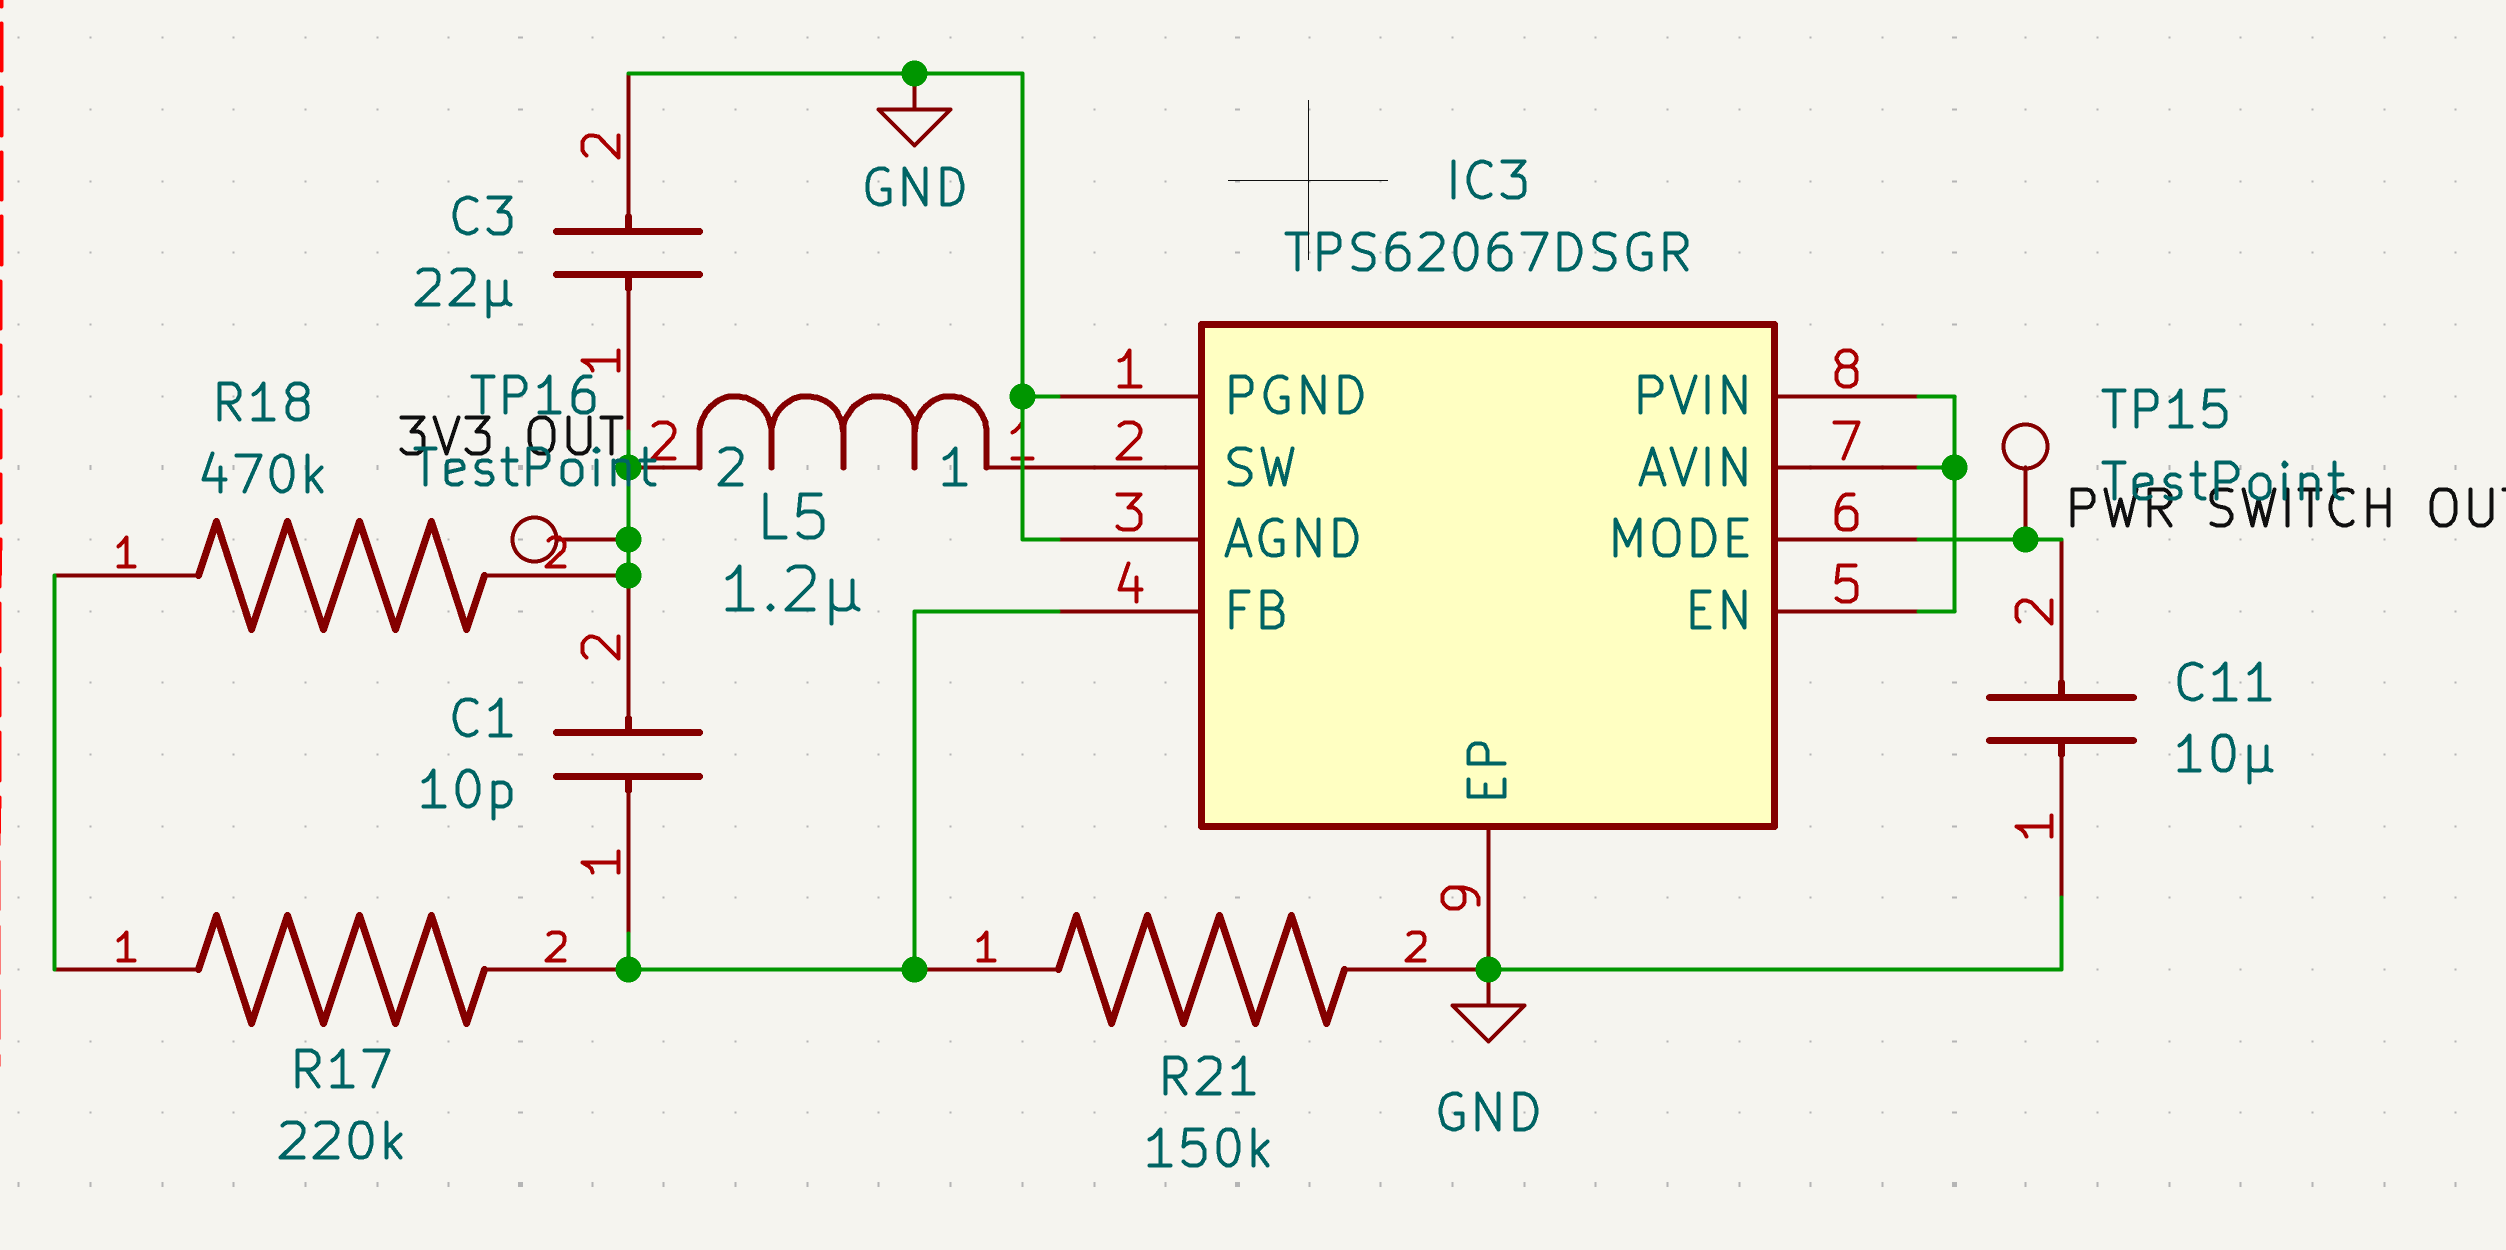 2
GND
C3
22µ
IC3
TPS62067DSGR
1
R18
470k
TP16
3V3 OUT
TestPoint
2
2
1
1
L5
1.2µ
1
2
1
PGND
2
SW
3
AGND
4
FB
PVIN
8
AVIN
7
MODE
6
EN
5
EP
9
TP15
TestPoint
PWR SWITCH OU
2
C11
10µ
1
2
C1
10p
1
1
2
R17
220k
1
2
R21
150k
GND